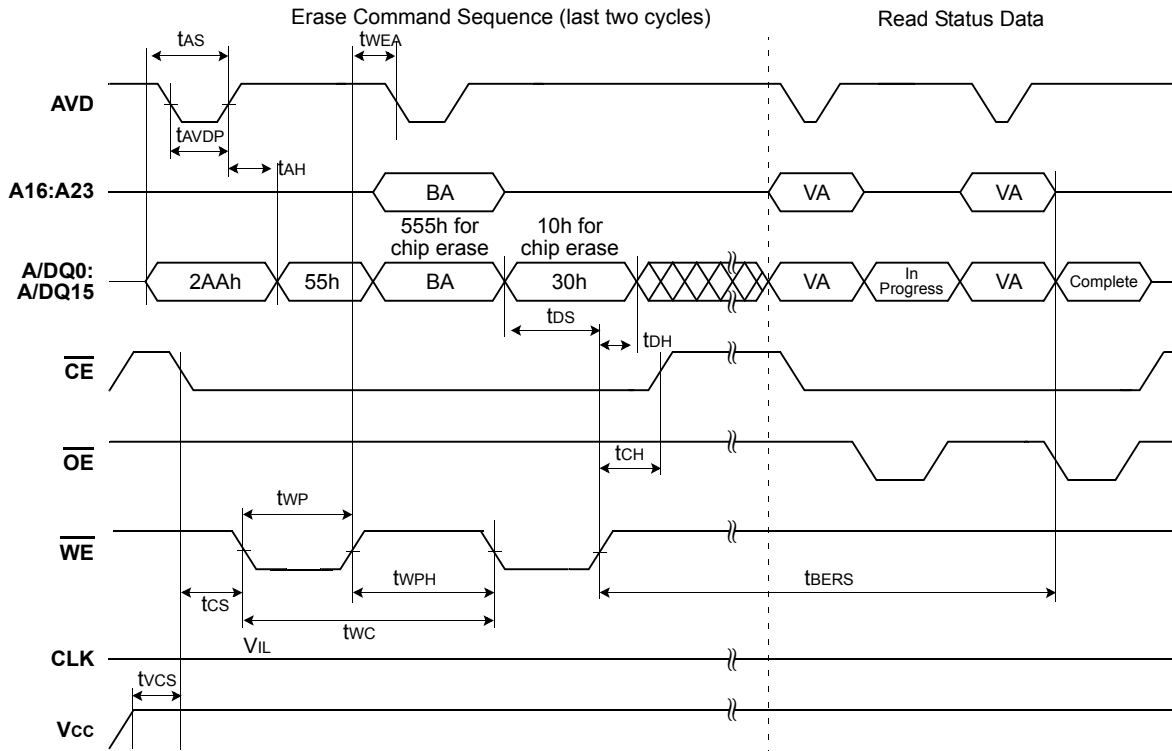 Erase Command Sequence (last two cycles)
Read Status Data
tAS
tWEA
AVD
tAVDP
tAH
A16:A23
BA
VA
VA
555h for
chip erase
10h for
chip erase
A/DQ0:
A/DQ15
2AAh
55h
BA
30h
VA
In
Progress
VA
Complete
tDS
tDH
CE
OE
tCH
tWP
WE
tWPH
tBERS
tCS
tWC
VIL
CLK
tVCS
Vcc